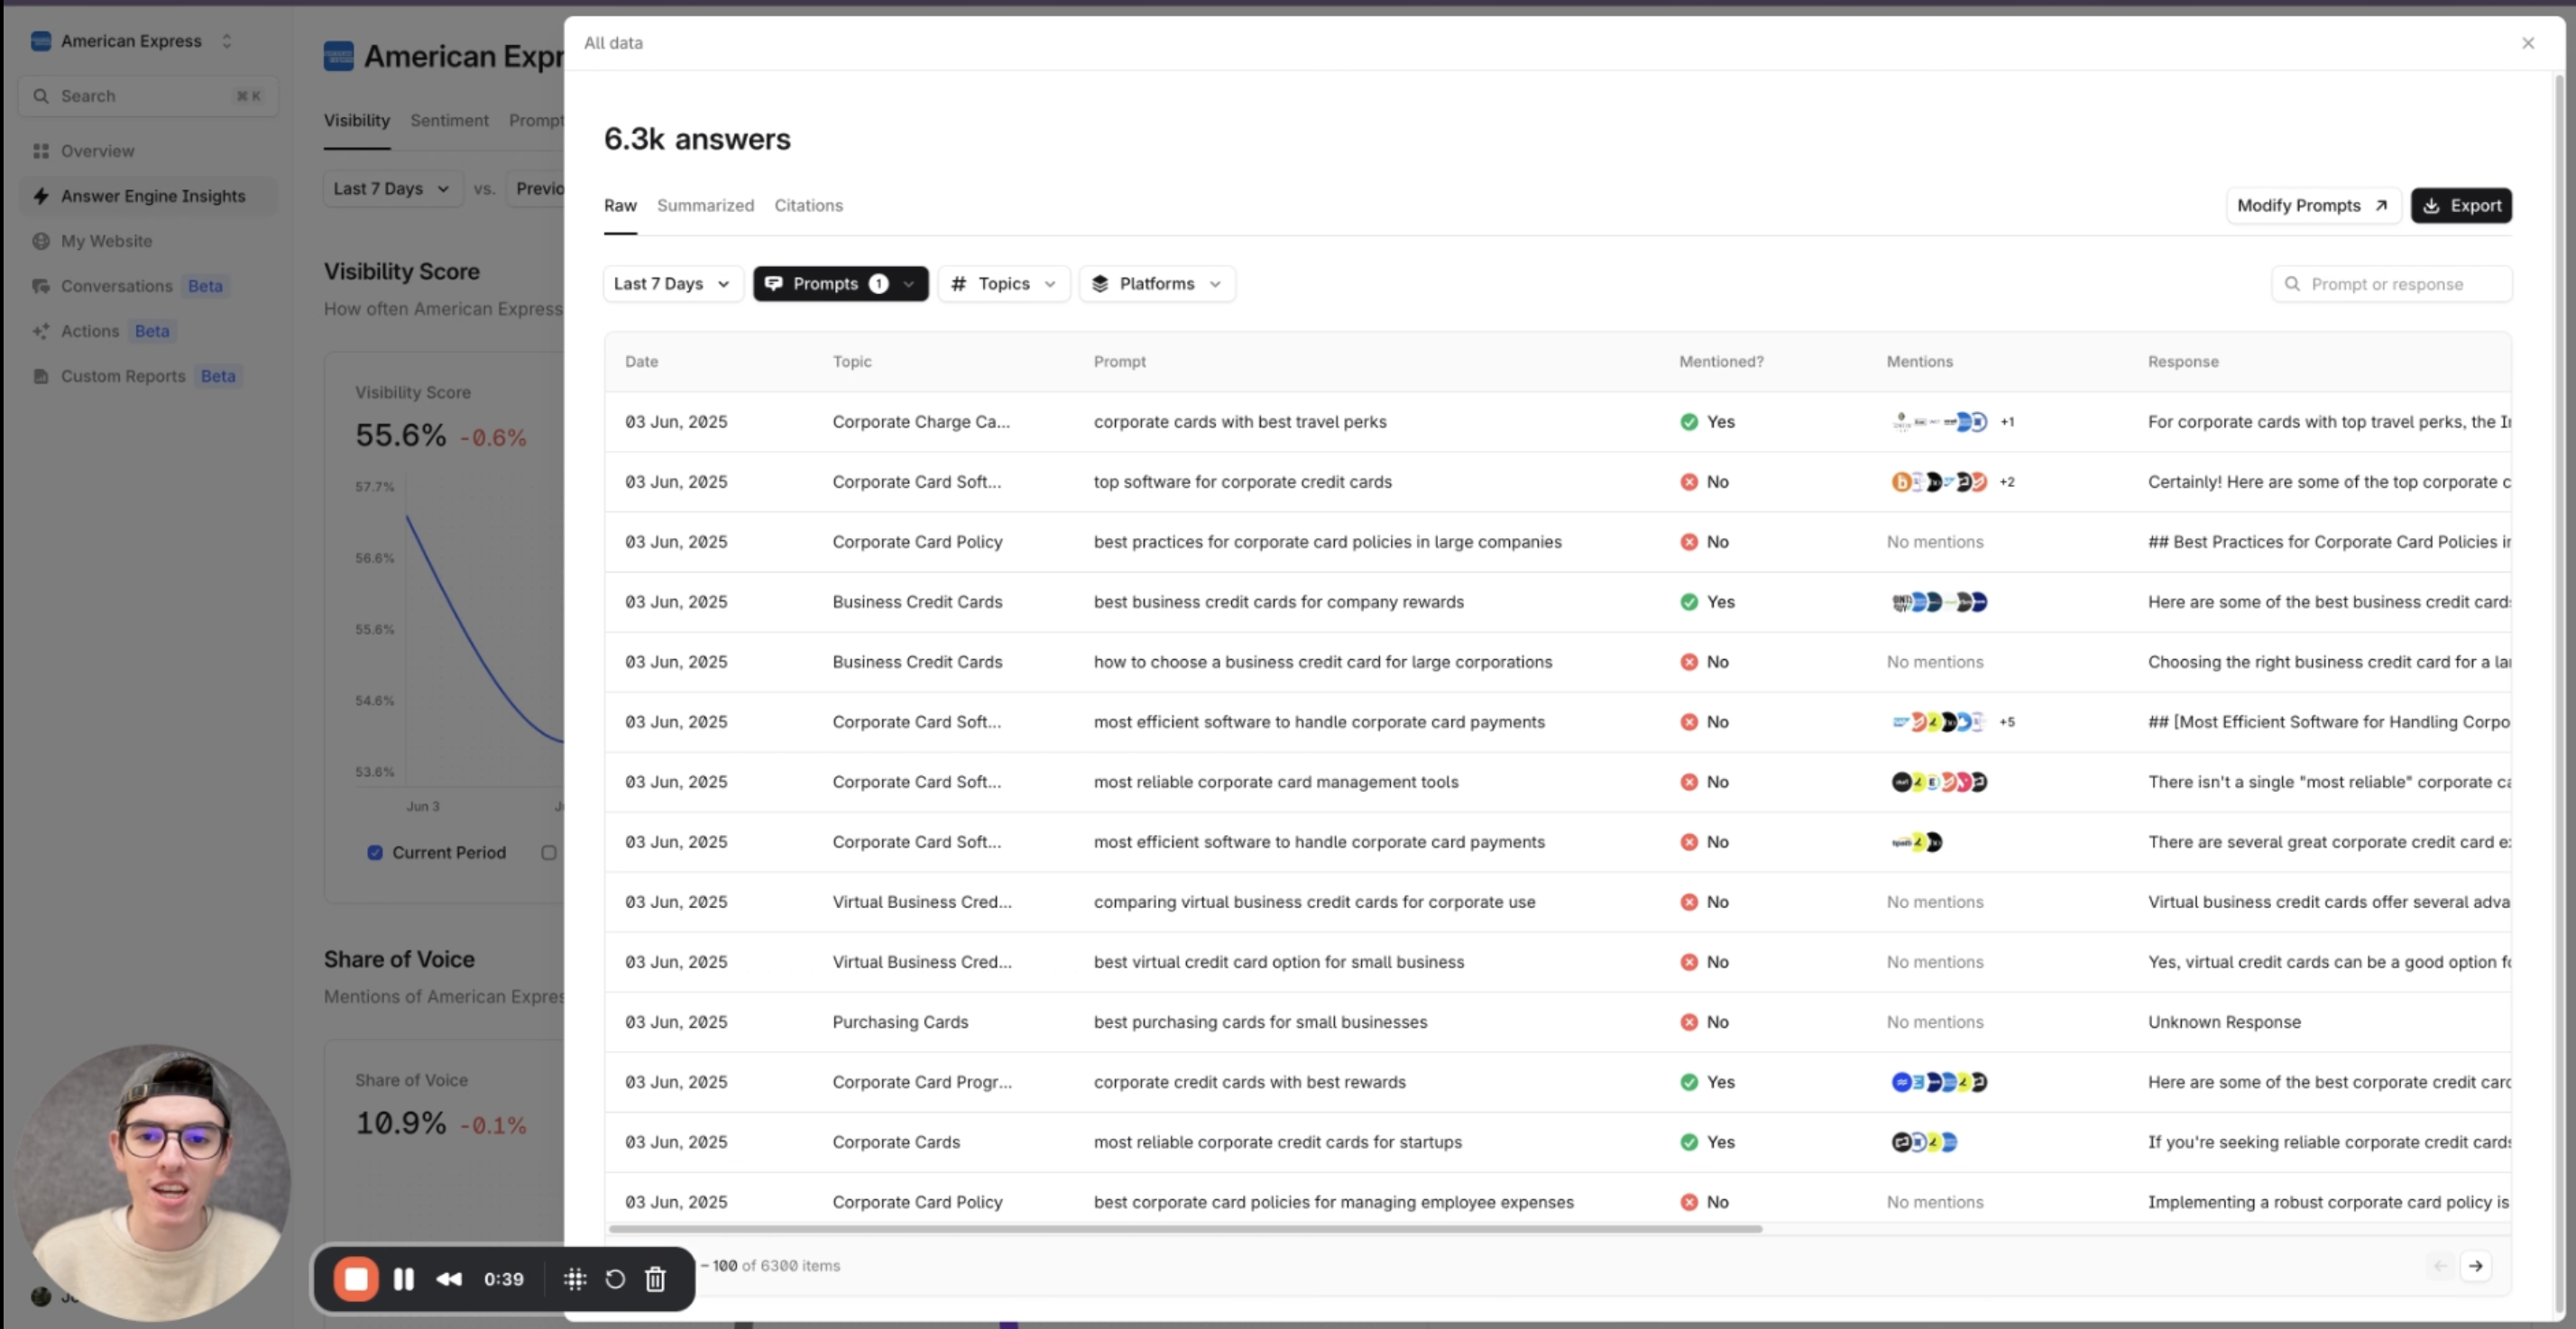 American Express
Search
⌘ K
Overview
Answer Engine Insights
My Website
Conversations Beta
Actions Beta
Custom Reports Beta
American Expr
Visibility Sentiment Prompt
Last 7 Days vs. Previo
Visibility Score
How often American Express
Visibility Score
55.6% -0.6%
57.7%
56.6%
55.6%
54.6%
53.6%
Jun 3
Current Period
Share of Voice
Mentions of American Expres
Share of Voice
10.9% -0.1%
0:39
All data
6.3k answers
Raw Summarized Citations
Modify Prompts Export
Last 7 Days Prompts 1 # Topics Platforms
Prompt or response
Date Topic Prompt Mentioned? Mentions Response
03 Jun, 2025 Corporate Charge Ca... corporate cards with best travel perks Yes +1 For corporate cards with top travel perks, the I
03 Jun, 2025 Corporate Card Soft... top software for corporate credit cards No +2 Certainly! Here are some of the top corporate c
03 Jun, 2025 Corporate Card Policy best practices for corporate card policies in large companies No No mentions ## Best Practices for Corporate Card Policies i
03 Jun, 2025 Business Credit Cards best business credit cards for company rewards Yes Here are some of the best business credit card
03 Jun, 2025 Business Credit Cards how to choose a business credit card for large corporations No No mentions Choosing the right business credit card for a la
03 Jun, 2025 Corporate Card Soft... most efficient software to handle corporate card payments No +5 ## [Most Efficient Software for Handling Corpo
03 Jun, 2025 Corporate Card Soft... most reliable corporate card management tools No There isn't a single "most reliable" corporate ca
03 Jun, 2025 Corporate Card Soft... most efficient software to handle corporate card payments No There are several great corporate credit card e
03 Jun, 2025 Virtual Business Cred... comparing virtual business credit cards for corporate use No No mentions Virtual business credit cards offer several adva
03 Jun, 2025 Virtual Business Cred... best virtual credit card option for small business No No mentions Yes, virtual credit cards can be a good option f
03 Jun, 2025 Purchasing Cards best purchasing cards for small businesses No No mentions Unknown Response
03 Jun, 2025 Corporate Card Progr... corporate credit cards with best rewards Yes Here are some of the best corporate credit card
03 Jun, 2025 Corporate Cards most reliable corporate credit cards for startups Yes If you're seeking reliable corporate credit cards
03 Jun, 2025 Corporate Card Policy best corporate card policies for managing employee expenses No No mentions Implementing a robust corporate card policy is
– 100 of 6300 items